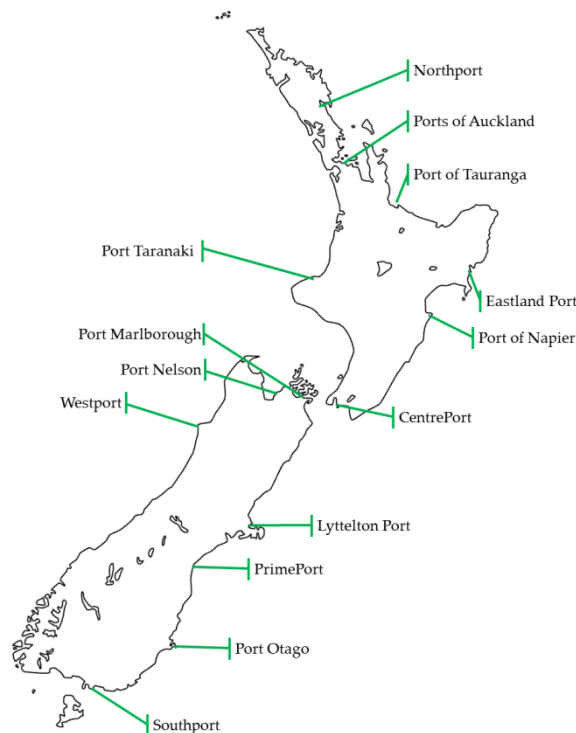 Northport
Ports of Auckland
Port of Tauranga
Port Taranaki
Eastland Port
Port Marlborough
Port of Napier
Port Nelson
Westport
CentrePort
Lyttelton Port
PrimePort
Port Otago
Southport